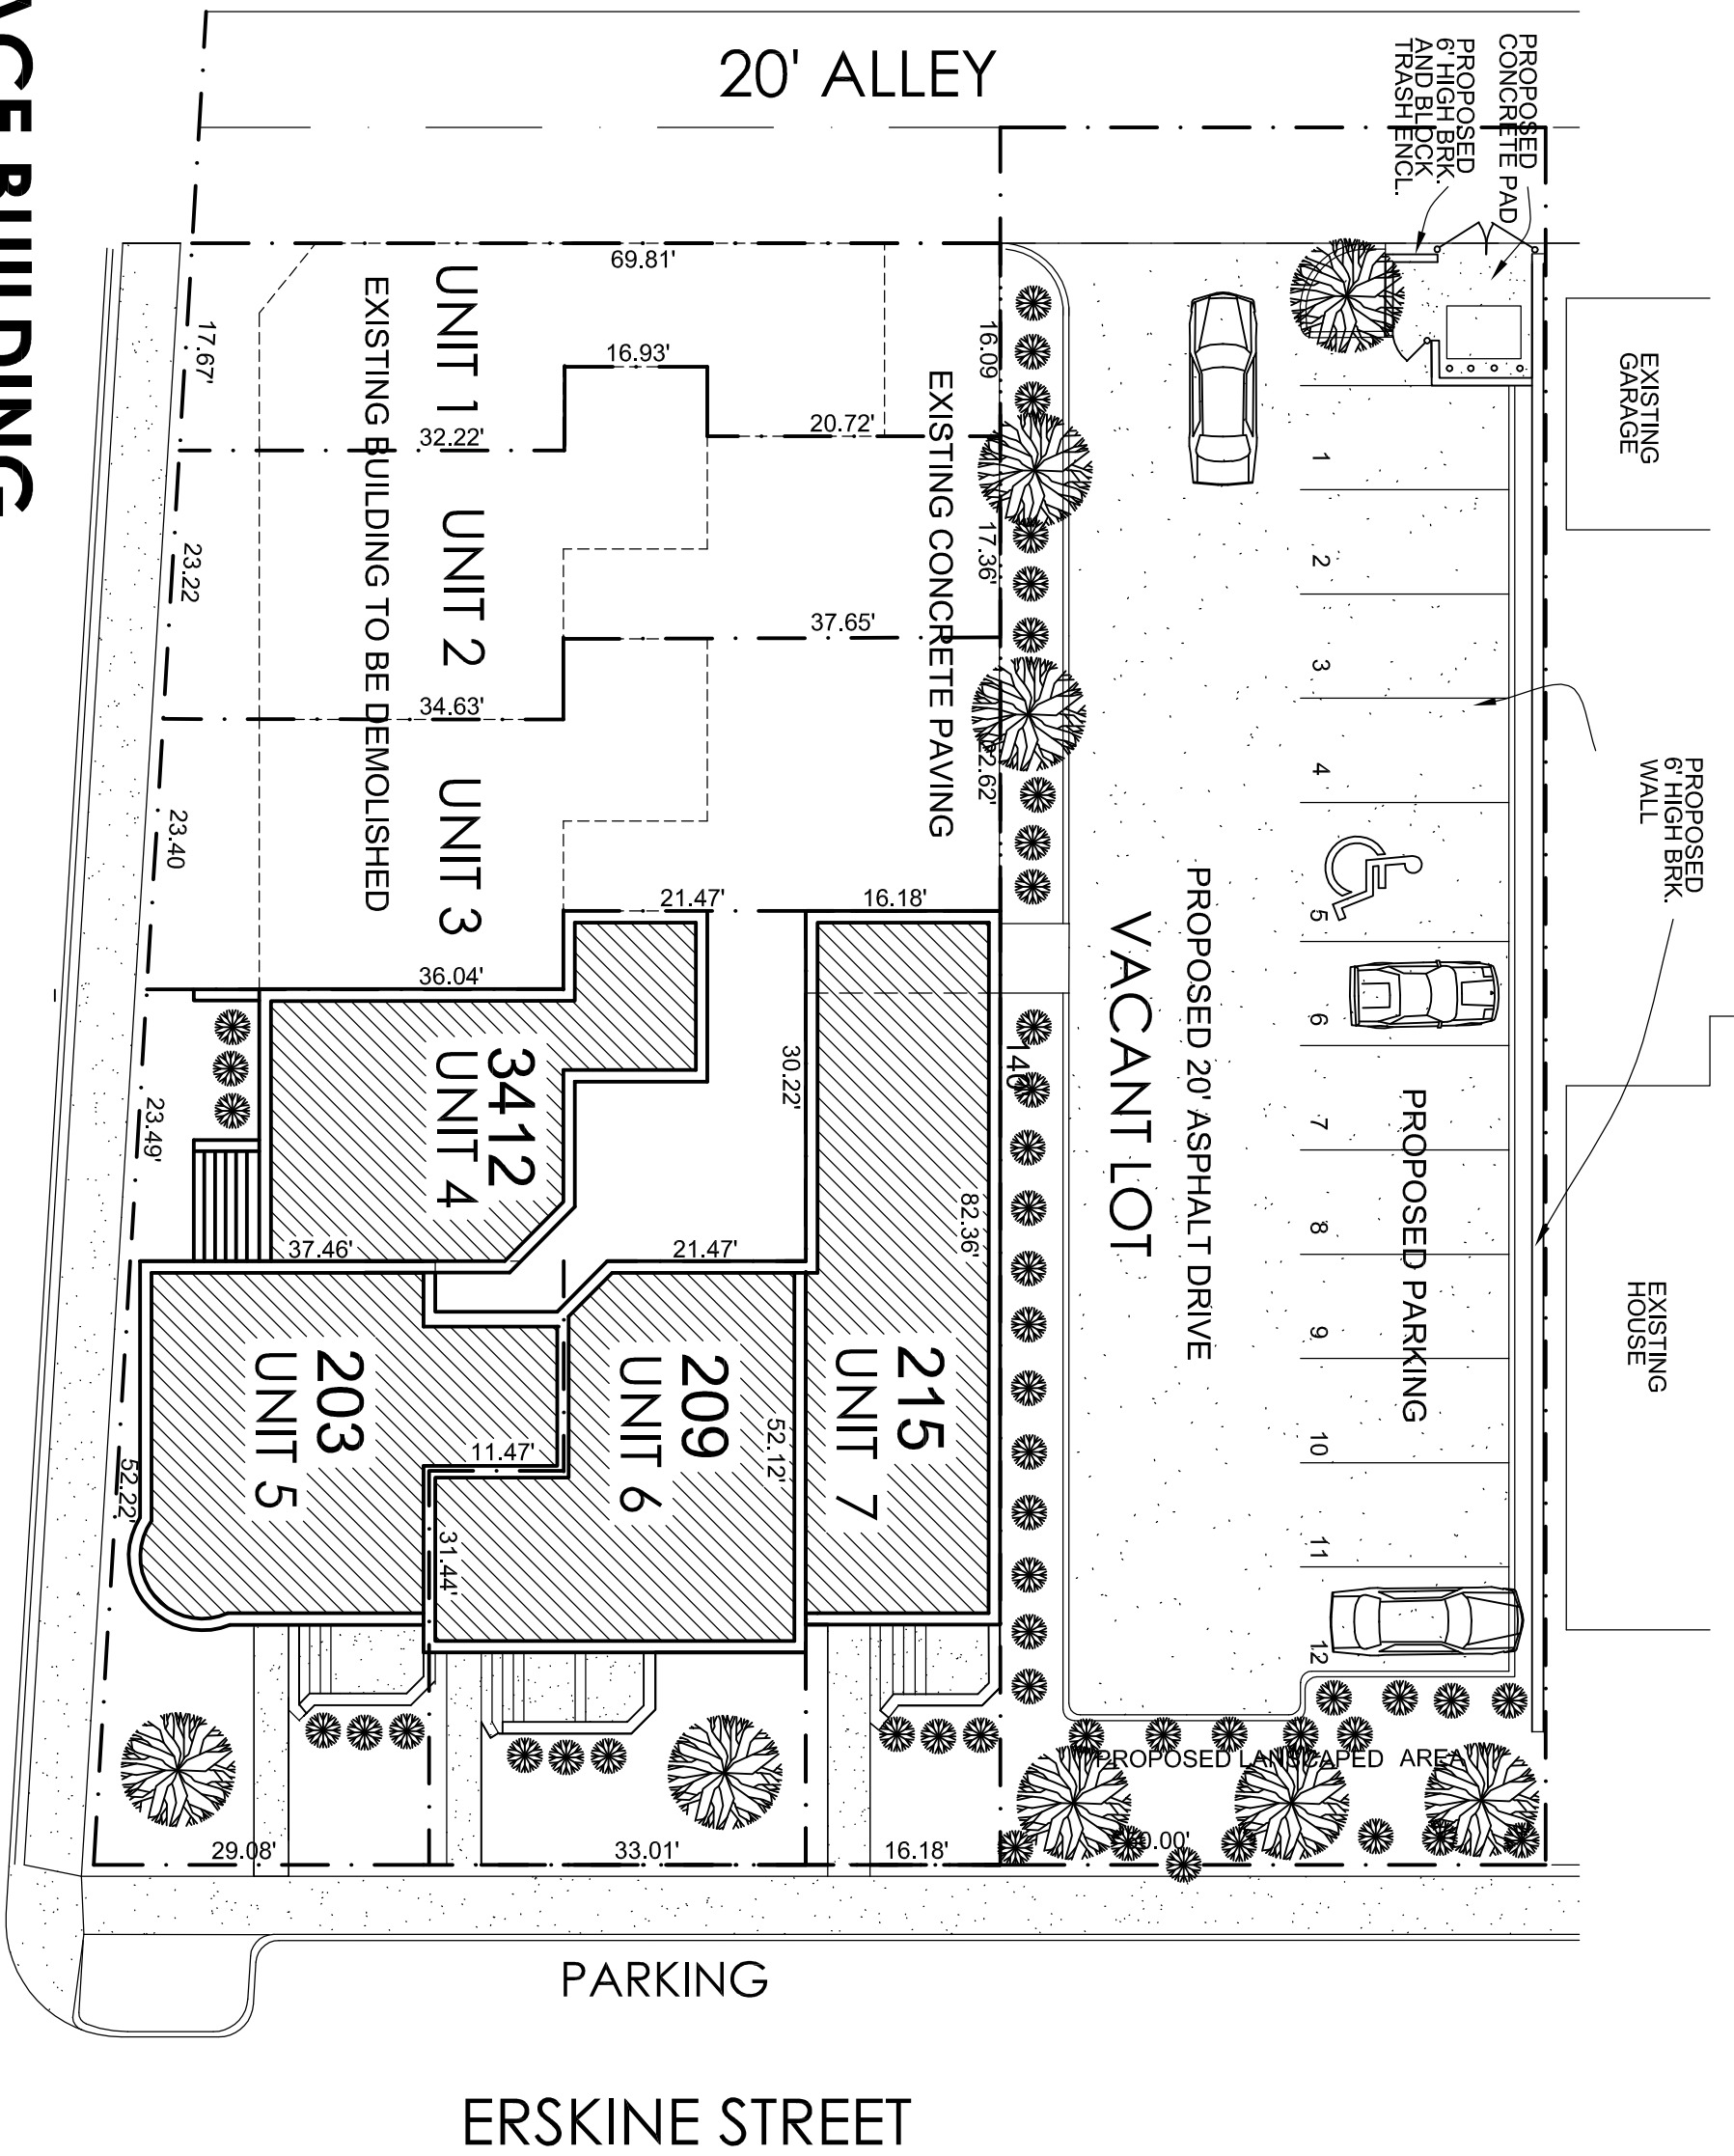 20' ALLEY
PROPOSED
CONCRETE PAD
PROPOSED
6' HIGH BRK.
AND BLOCK
TRASH ENCL.
EXISTING
GARAGE
PROPOSED
6' HIGH BRK.
WALL
EXISTING
HOUSE
69.81'
17.67'
UNIT 1
16.93'
32.22'
20.72'
16.09
EXISTING BUILDING TO BE DEMOLISHED
EXISTING CONCRETE PAVING
23.22
UNIT 2
17.36'
37.65'
34.63'
23.40
UNIT 3
21.47'
16.18'
36.04'
1
2
3
4
5
6
7
8
9
10
11
12
PROPOSED PARKING
PROPOSED 20' ASPHALT DRIVE
VACANT LOT
3412
UNIT 4
30.22'
82.36'
23.49'
37.46'
21.47'
203
UNIT 5
209
UNIT 6
215
UNIT 7
11.47'
52.12'
52.22'
31.44'
PROPOSED LANSCAPED AREA
29.08'
33.01'
16.18'
PARKING
ERSKINE STREET
BUILDING